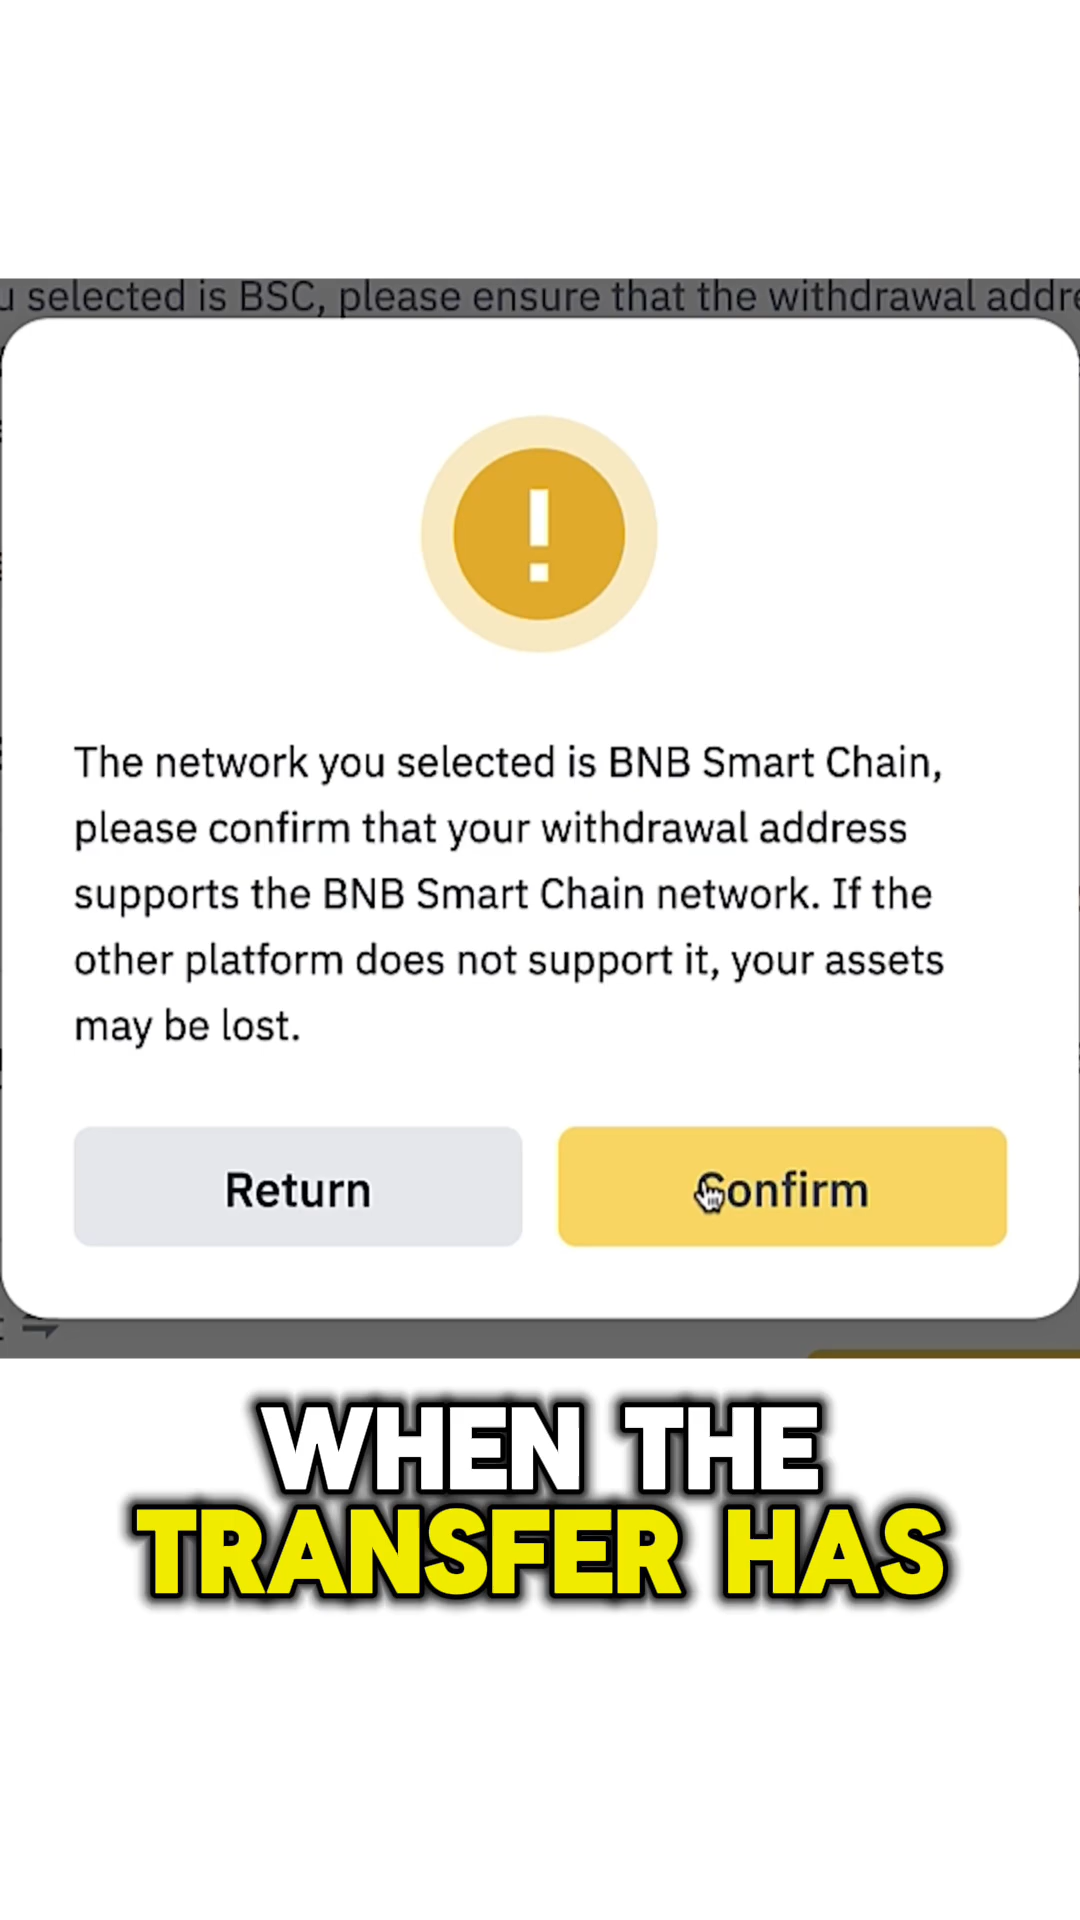 u selected is BSC, please ensure that the withdrawal addre
!
The network you selected is BNB Smart Chain,
please confirm that your withdrawal address
supports the BNB Smart Chain network. If the
other platform does not support it, your assets
may be lost.
Return
Confirm
WHEN THE
TRANSFER HAS